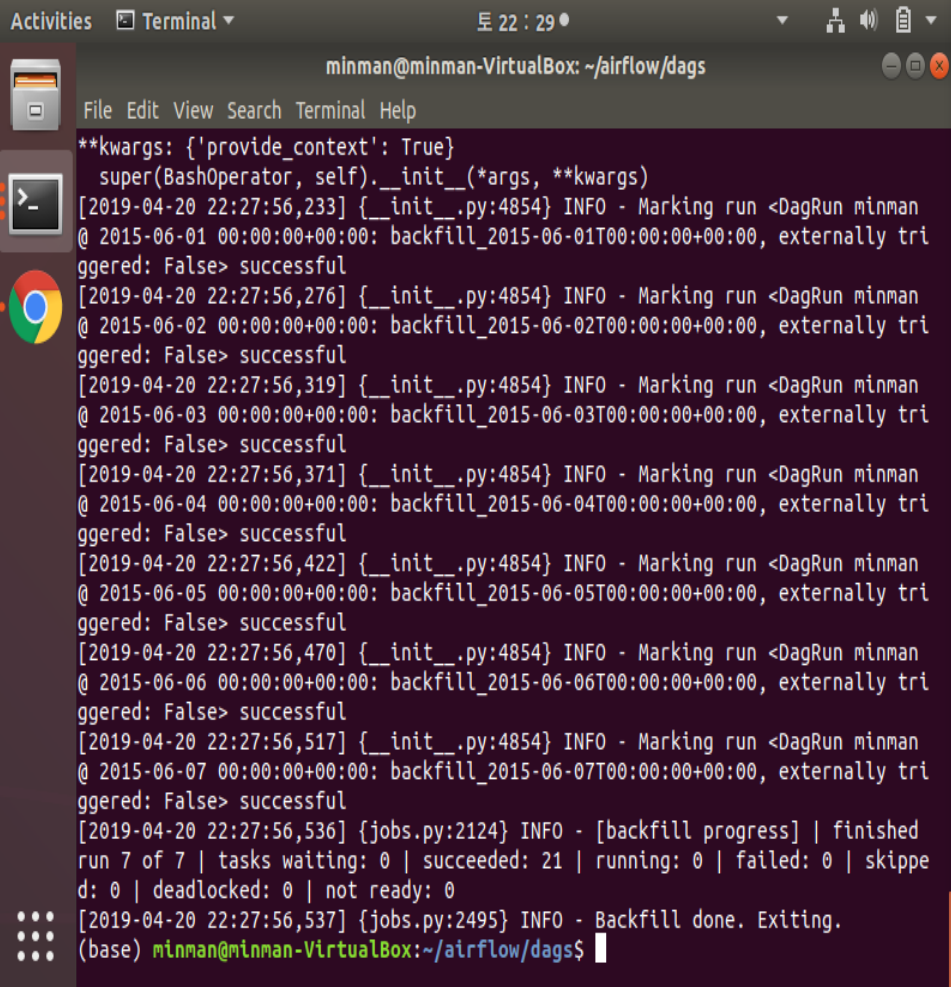 Activities Terminal 토 22 : 29
minman@minman-VirtualBox: ~/airflow/dags
File Edit View Search Terminal Help
**kwargs: {'provide_context': True}
  super(BashOperator, self).__init__(*args, **kwargs)
[2019-04-20 22:27:56,233] {__init__.py:4854} INFO - Marking run <DagRun minman
@ 2015-06-01 00:00:00+00:00: backfill_2015-06-01T00:00:00+00:00, externally tri
ggered: False> successful
[2019-04-20 22:27:56,276] {__init__.py:4854} INFO - Marking run <DagRun minman
@ 2015-06-02 00:00:00+00:00: backfill_2015-06-02T00:00:00+00:00, externally tri
ggered: False> successful
[2019-04-20 22:27:56,319] {__init__.py:4854} INFO - Marking run <DagRun minman
@ 2015-06-03 00:00:00+00:00: backfill_2015-06-03T00:00:00+00:00, externally tri
ggered: False> successful
[2019-04-20 22:27:56,371] {__init__.py:4854} INFO - Marking run <DagRun minman
@ 2015-06-04 00:00:00+00:00: backfill_2015-06-04T00:00:00+00:00, externally tri
ggered: False> successful
[2019-04-20 22:27:56,422] {__init__.py:4854} INFO - Marking run <DagRun minman
@ 2015-06-05 00:00:00+00:00: backfill_2015-06-05T00:00:00+00:00, externally tri
ggered: False> successful
[2019-04-20 22:27:56,470] {__init__.py:4854} INFO - Marking run <DagRun minman
@ 2015-06-06 00:00:00+00:00: backfill_2015-06-06T00:00:00+00:00, externally tri
ggered: False> successful
[2019-04-20 22:27:56,517] {__init__.py:4854} INFO - Marking run <DagRun minman
@ 2015-06-07 00:00:00+00:00: backfill_2015-06-07T00:00:00+00:00, externally tri
ggered: False> successful
[2019-04-20 22:27:56,536] {jobs.py:2124} INFO - [backfill progress] | finished
run 7 of 7 | tasks waiting: 0 | succeeded: 21 | running: 0 | failed: 0 | skippe
d: 0 | deadlocked: 0 | not ready: 0
[2019-04-20 22:27:56,537] {jobs.py:2495} INFO - Backfill done. Exiting.
(base) minman@minman-VirtualBox:~/airflow/dags$